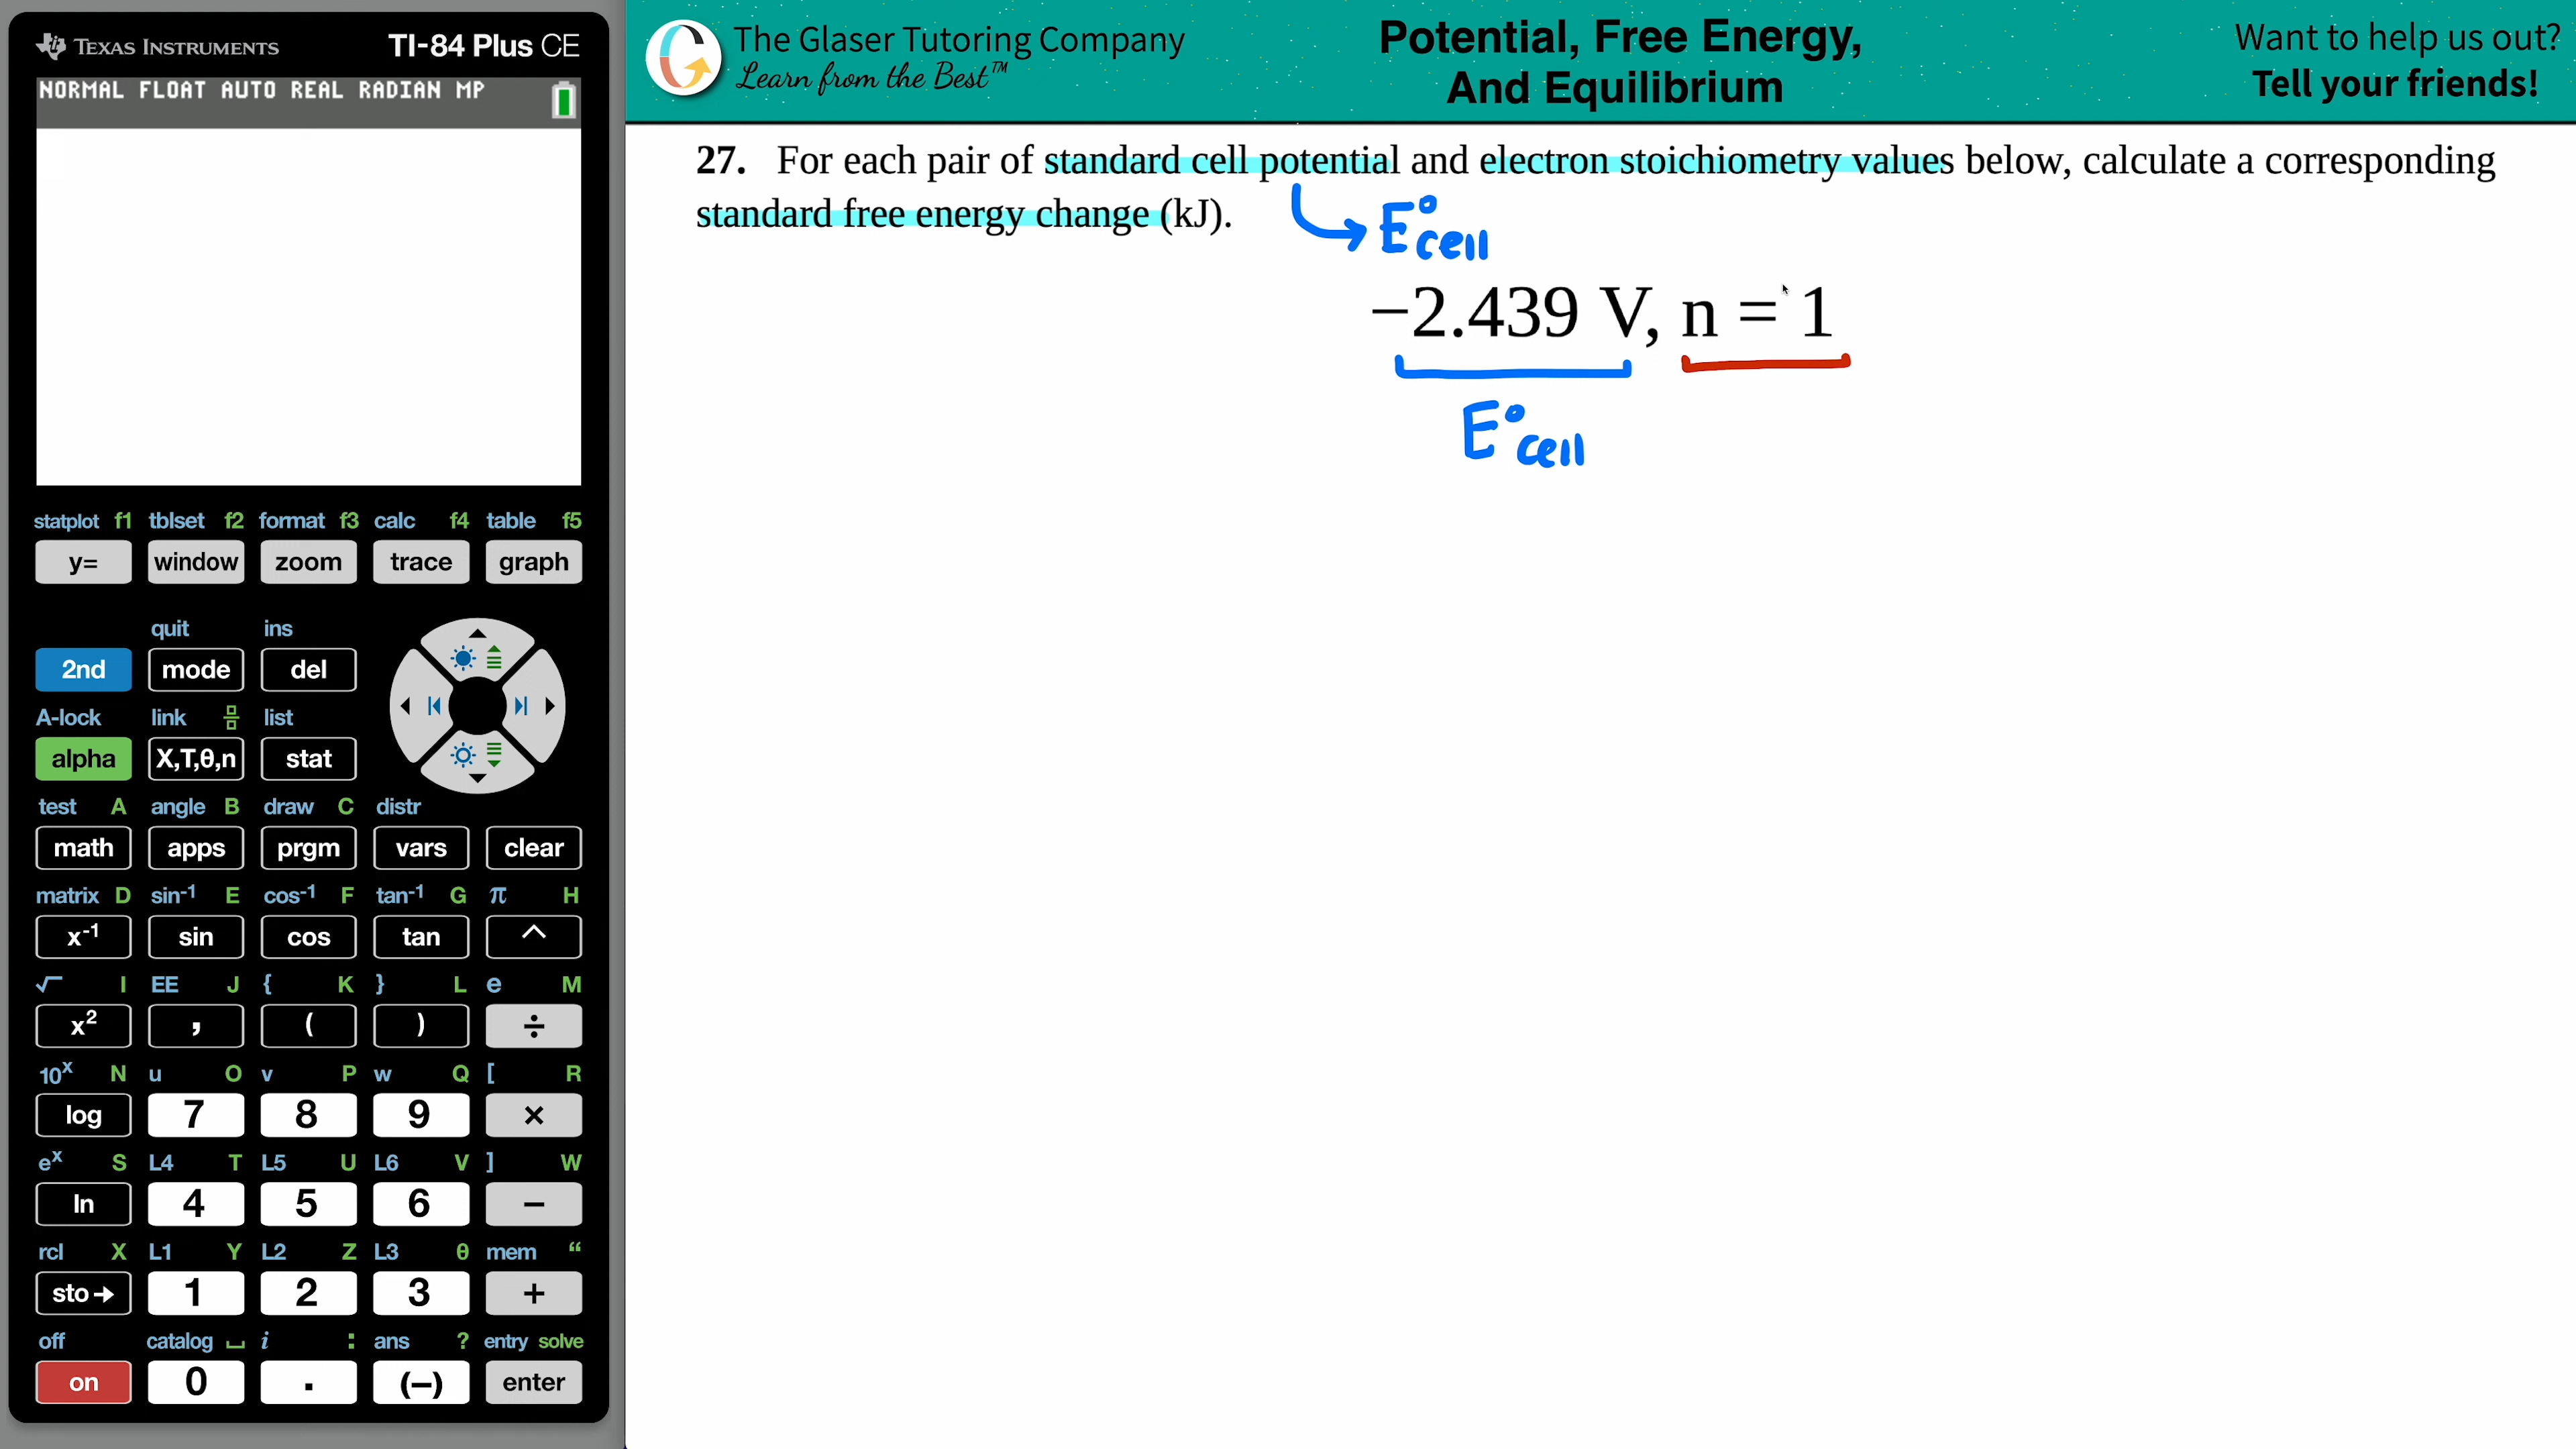 TEXAS INSTRUMENTS TI-84 Plus CE
NORMAL FLOAT AUTO REAL RADIAN MP
statplot f1 tblset f2 format f3 calc f4 table f5
y= window zoom trace graph
quit ins
2nd mode del
A-lock link list
alpha X,T,θ,n stat
test A angle B draw C distr
math apps prgm vars clear
matrix D sin⁻¹ E cos⁻¹ F tan⁻¹ G π H
x⁻¹ sin cos tan ^
√ I EE J { K } L e M
x² , ( ) ÷
10ˣ N u O v P w Q [ R
log 7 8 9 ×
eˣ S L4 T L5 U L6 V ] W
ln 4 5 6 −
rcl X L1 Y L2 Z L3 θ mem “
sto→ 1 2 3 +
off catalog ⎵ i : ans ? entry solve
on 0 . (−) enter
The Glaser Tutoring Company
Learn from the Best™
Potential, Free Energy,
And Equilibrium
Want to help us out?
Tell your friends!
27. For each pair of standard cell potential and electron stoichiometry values below, calculate a corresponding
standard free energy change (kJ).
E°cell
−2.439 V, n = 1
E°cell